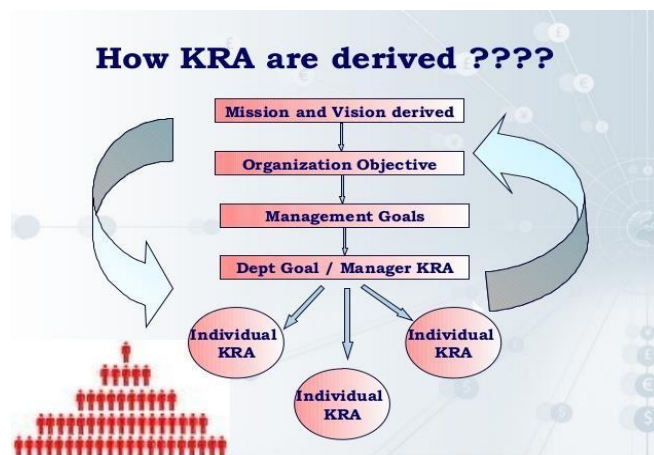 How KRA are derived ????
Mission and Vision derived
Organization Objective
Management Goals
Dept Goal / Manager KRA
Individual
KRA
Individual
KRA
Individual
KRA